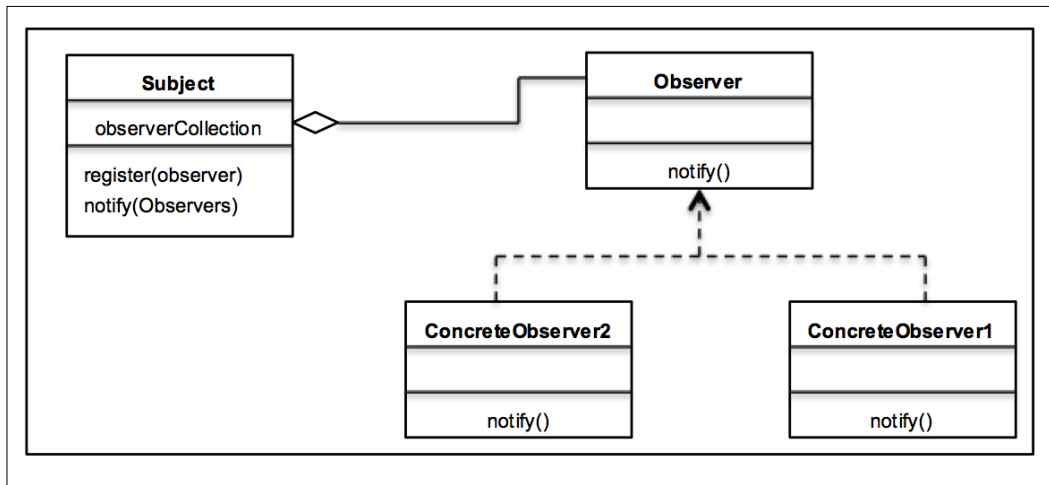 Subject
observerCollection
register(observer)
notify(Observers)
Observer
notify()
ConcreteObserver2
notify()
ConcreteObserver1
notify()